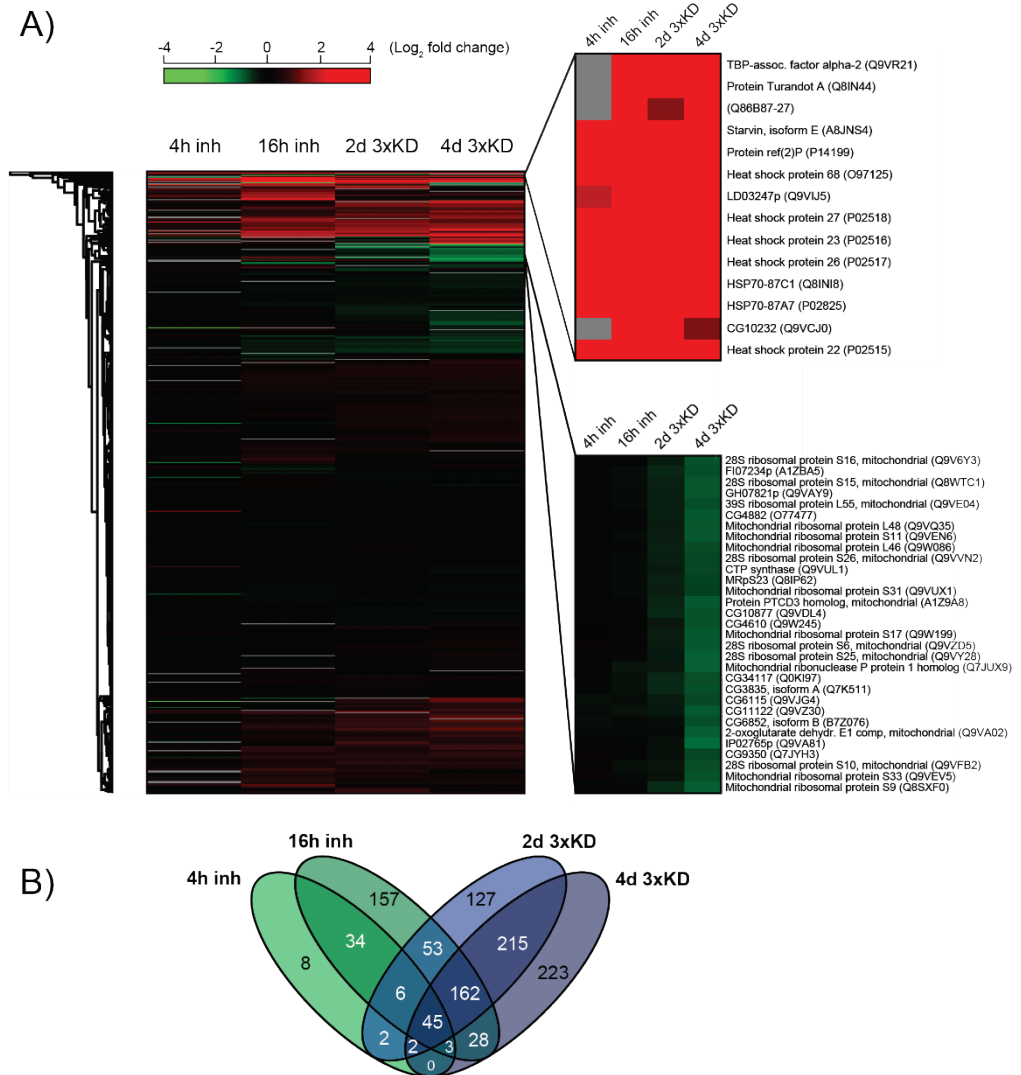 A)
-4 -2 0 2 4 (Log2 fold change)
4h inh 16h inh 2d 3xKD 4d 3xKD
4h inh 16h inh 2d 3xKD 4d 3xKD
TBP-assoc. factor alpha-2 (Q9VR21)
Protein Turandot A (Q8IN44)
(Q86B87-27)
Starvin, isoform E (A8JNS4)
Protein ref(2)P (P14199)
Heat shock protein 68 (O97125)
LD03247p (Q9VIJ5)
Heat shock protein 27 (P02518)
Heat shock protein 23 (P02516)
Heat shock protein 26 (P02517)
HSP70-87C1 (Q8INI8)
HSP70-87A7 (P02825)
CG10232 (Q9VCJ0)
Heat shock protein 22 (P02515)
4h inh 16h inh 2d 3xKD 4d 3xKD
28S ribosomal protein S16, mitochondrial (Q9V6Y3)
FI07234p (A1ZBA5)
28S ribosomal protein S15, mitochondrial (Q8WTC1)
GH07821p (Q9VAY9)
39S ribosomal protein L55, mitochondrial (Q9VE04)
CG4882 (O77477)
Mitochondrial ribosomal protein L48 (Q9VQ35)
Mitochondrial ribosomal protein S11 (Q9VEN6)
Mitochondrial ribosomal protein L46 (Q9W086)
28S ribosomal protein S26, mitochondrial (Q9VVN2)
CTP synthase (Q9VUL1)
MRpS23 (Q8IP62)
Mitochondrial ribosomal protein S31 (Q9VUX1)
Protein PTCD3 homolog, mitochondrial (A1Z9A8)
CG10877 (Q9VDL4)
CG4610 (Q9W245)
Mitochondrial ribosomal protein S17 (Q9W199)
28S ribosomal protein S6, mitochondrial (Q9VZD5)
28S ribosomal protein S25, mitochondrial (Q9VY28)
Mitochondrial ribonuclease P protein 1 homolog (Q7JUX9)
CG34117 (Q0KI97)
CG3835, isoform A (Q7K511)
CG6115 (Q9VJG4)
CG11122 (Q9VZ30)
CG6852, isoform B (B7Z076)
2-oxoglutarate dehydr. E1 comp, mitochondrial (Q9VA02)
IP02765p (Q9VA81)
CG9350 (Q7JYH3)
28S ribosomal protein S10, mitochondrial (Q9VFB2)
Mitochondrial ribosomal protein S33 (Q9VEV5)
Mitochondrial ribosomal protein S9 (Q8SXF0)
B)
16h inh 2d 3xKD
4h inh 4d 3xKD
157 127
34 53 215
8 223
6 162
45
2 2 3 28
0